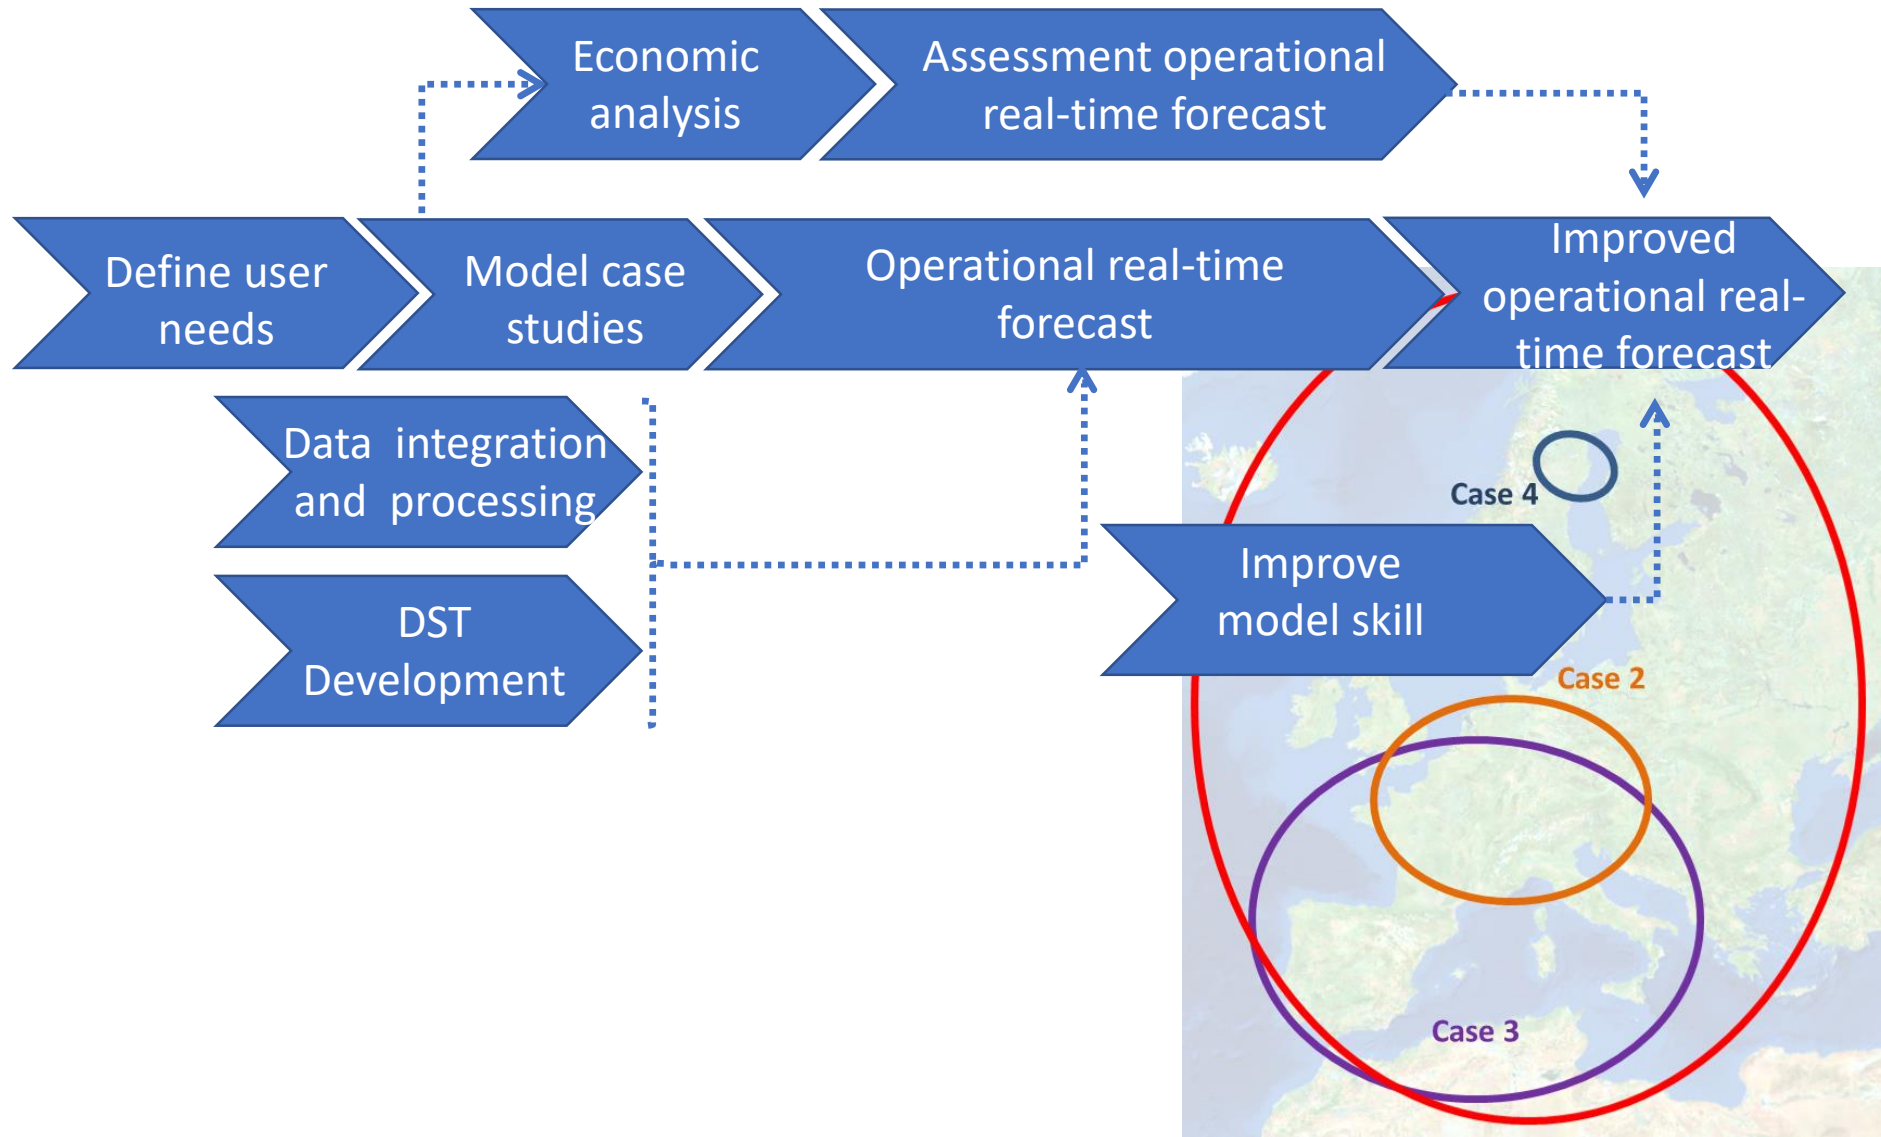 Economic
analysis
Assessment operational
real-time forecast
Define user
needs
Model case
studies
Operational real-time
forecast
Improved
operational real-
time forecast
Data  integration
and  processing
DST
Development
Case 4
Improve
model skill
Case 2
Case 3